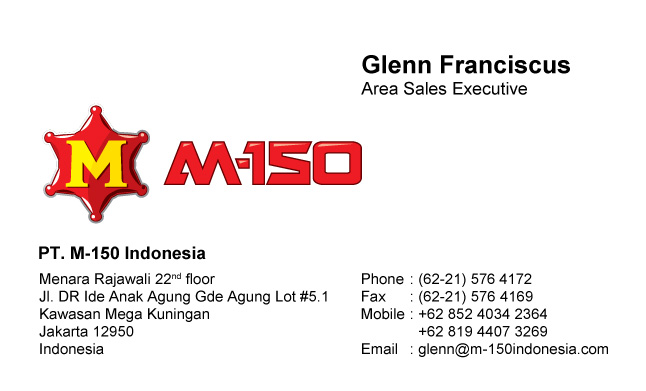 Glenn Franciscus
Area Sales Executive
M M-150
PT. M-150 Indonesia
Menara Rajawali 22nd floor
Jl. DR Ide Anak Agung Gde Agung Lot #5.1
Kawasan Mega Kuningan
Jakarta 12950
Indonesia
Phone : (62-21) 576 4172
Fax : (62-21) 576 4169
Mobile : +62 852 4034 2364
+62 819 4407 3269
Email : glenn@m-150indonesia.com